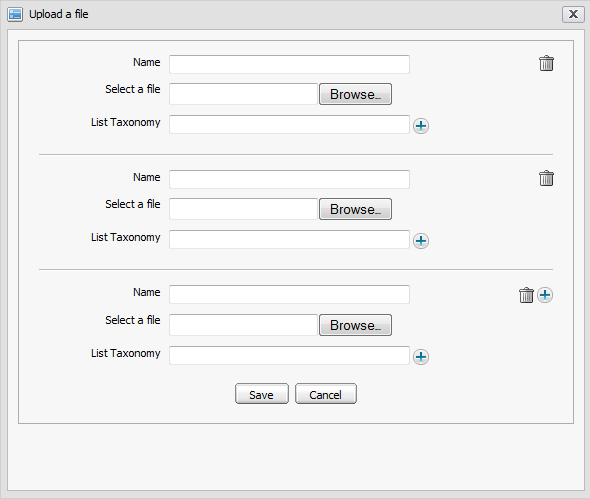 Upload a file
Name
Select a file Browse...
List Taxonomy
Name
Select a file Browse...
List Taxonomy
Name
Select a file Browse...
List Taxonomy
Save Cancel